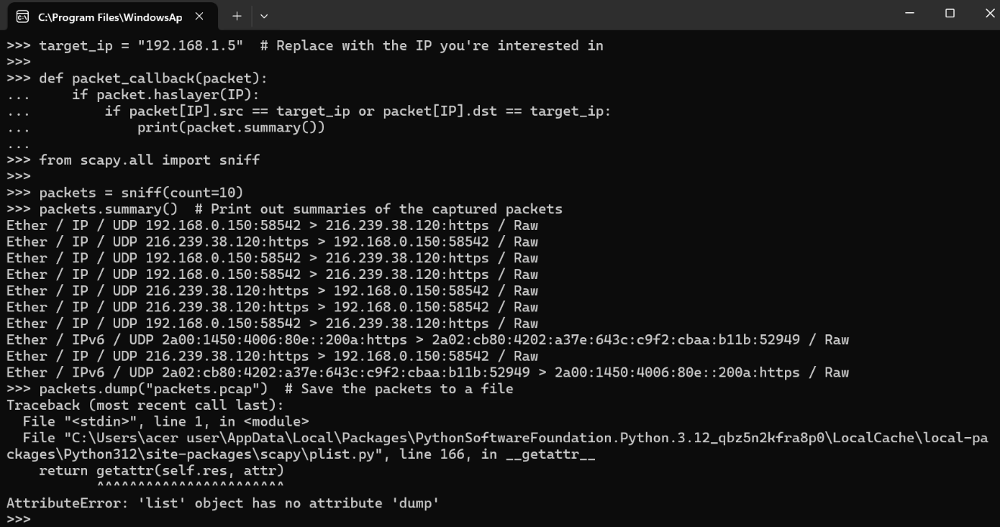 C:\Program Files\WindowsAp
>>> target_ip = "192.168.1.5"  # Replace with the IP you're interested in
>>>
>>> def packet_callback(packet):
...     if packet.haslayer(IP):
...         if packet[IP].src == target_ip or packet[IP].dst == target_ip:
...             print(packet.summary())
...
>>> from scapy.all import sniff
>>>
>>> packets = sniff(count=10)
>>> packets.summary()  # Print out summaries of the captured packets
Ether / IP / UDP 192.168.0.150:58542 > 216.239.38.120:https / Raw
Ether / IP / UDP 216.239.38.120:https > 192.168.0.150:58542 / Raw
Ether / IP / UDP 192.168.0.150:58542 > 216.239.38.120:https / Raw
Ether / IP / UDP 192.168.0.150:58542 > 216.239.38.120:https / Raw
Ether / IP / UDP 216.239.38.120:https > 192.168.0.150:58542 / Raw
Ether / IP / UDP 216.239.38.120:https > 192.168.0.150:58542 / Raw
Ether / IP / UDP 192.168.0.150:58542 > 216.239.38.120:https / Raw
Ether / IPv6 / UDP 2a00:1450:4006:80e::200a:https > 2a02:cb80:4202:a37e:643c:c9f2:cbaa:b11b:52949 / Raw
Ether / IP / UDP 216.239.38.120:https > 192.168.0.150:58542 / Raw
Ether / IPv6 / UDP 2a02:cb80:4202:a37e:643c:c9f2:cbaa:b11b:52949 > 2a00:1450:4006:80e::200a:https / Raw
>>> packets.dump("packets.pcap")  # Save the packets to a file
Traceback (most recent call last):
  File "<stdin>", line 1, in <module>
  File "C:\Users\acer user\AppData\Local\Packages\PythonSoftwareFoundation.Python.3.12_qbz5n2kfra8p0\LocalCache\local-pa
ckages\Python312\site-packages\scapy\plist.py", line 166, in __getattr__
    return getattr(self.res, attr)
           ^^^^^^^^^^^^^^^^^^^^^^^
AttributeError: 'list' object has no attribute 'dump'
>>>